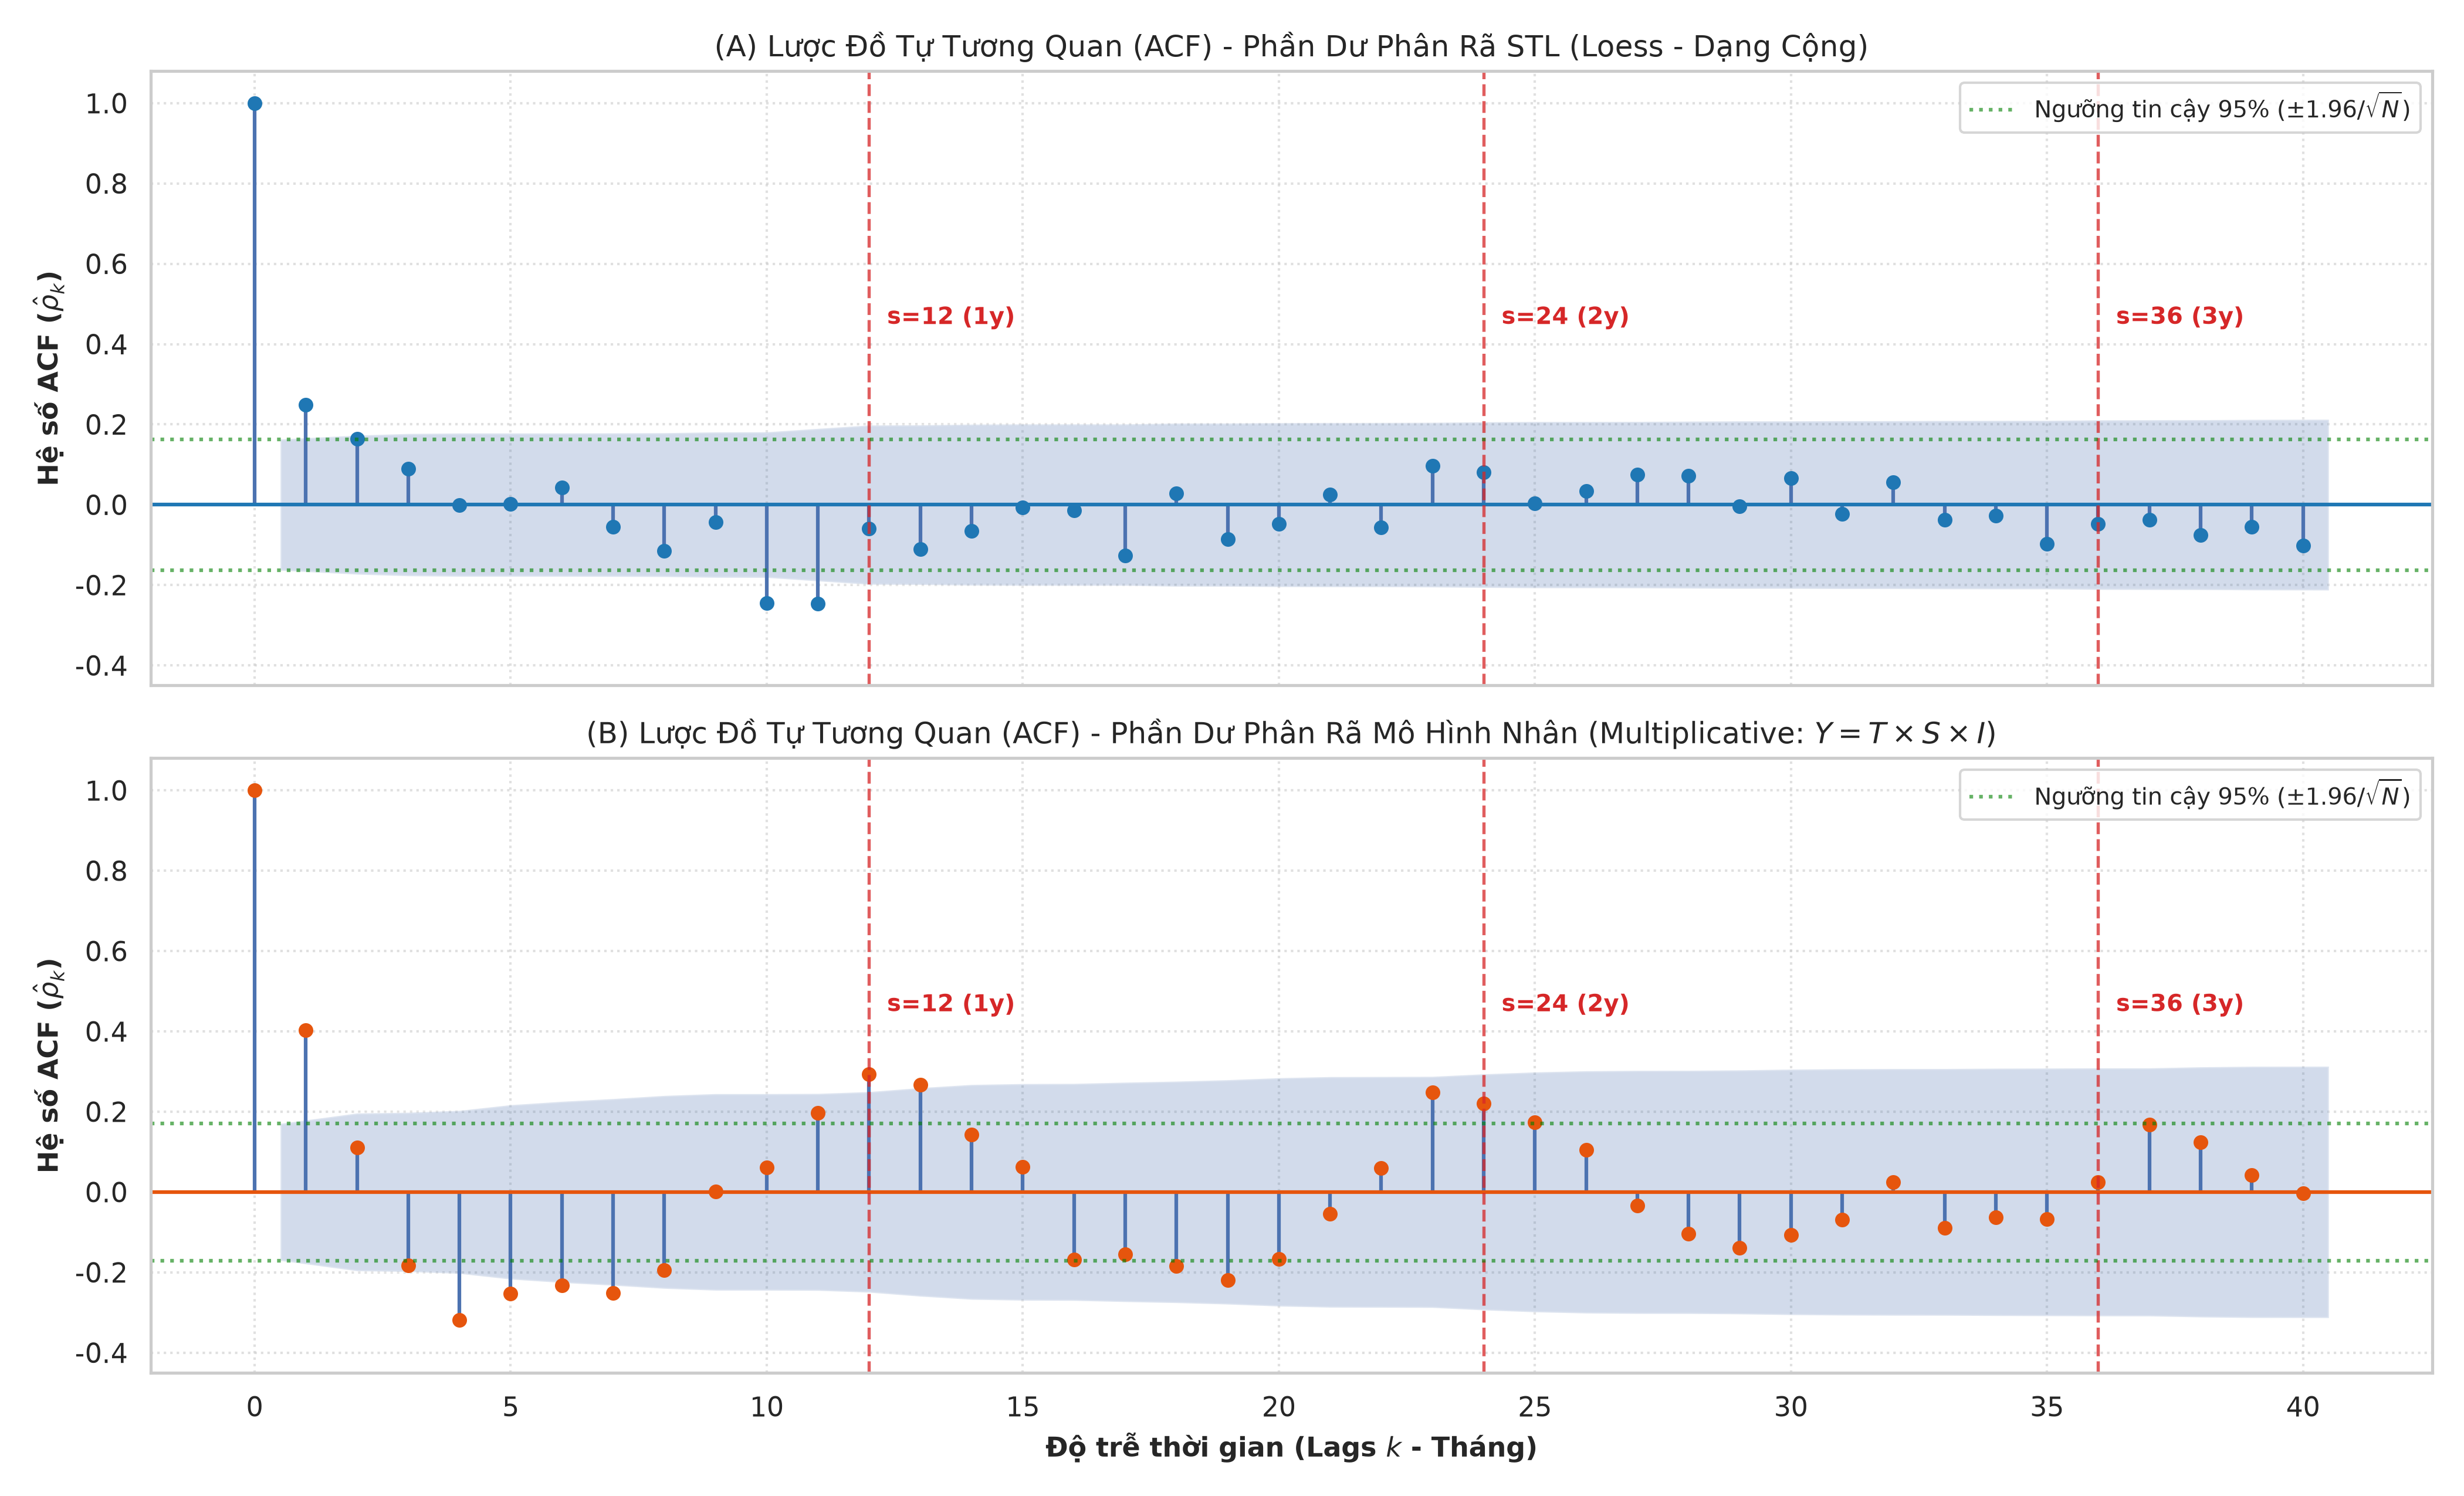 (A) Lược Đồ Tự Tương Quan (ACF) - Phần Dư Phân Rã STL (Loess - Dạng Cộng)
Hệ số ACF (ρ̂ₖ)
1.0
0.8
0.6
0.4
0.2
0.0
-0.2
-0.4
Ngưỡng tin cậy 95% (±1.96/√N)
s=12 (1y)
s=24 (2y)
s=36 (3y)
(B) Lược Đồ Tự Tương Quan (ACF) - Phần Dư Phân Rã Mô Hình Nhân (Multiplicative: Y = T × S × I)
Hệ số ACF (ρ̂ₖ)
1.0
0.8
0.6
0.4
0.2
0.0
-0.2
-0.4
Ngưỡng tin cậy 95% (±1.96/√N)
s=12 (1y)
s=24 (2y)
s=36 (3y)
0 5 10 15 20 25 30 35 40
Độ trễ thời gian (Lags k - Tháng)